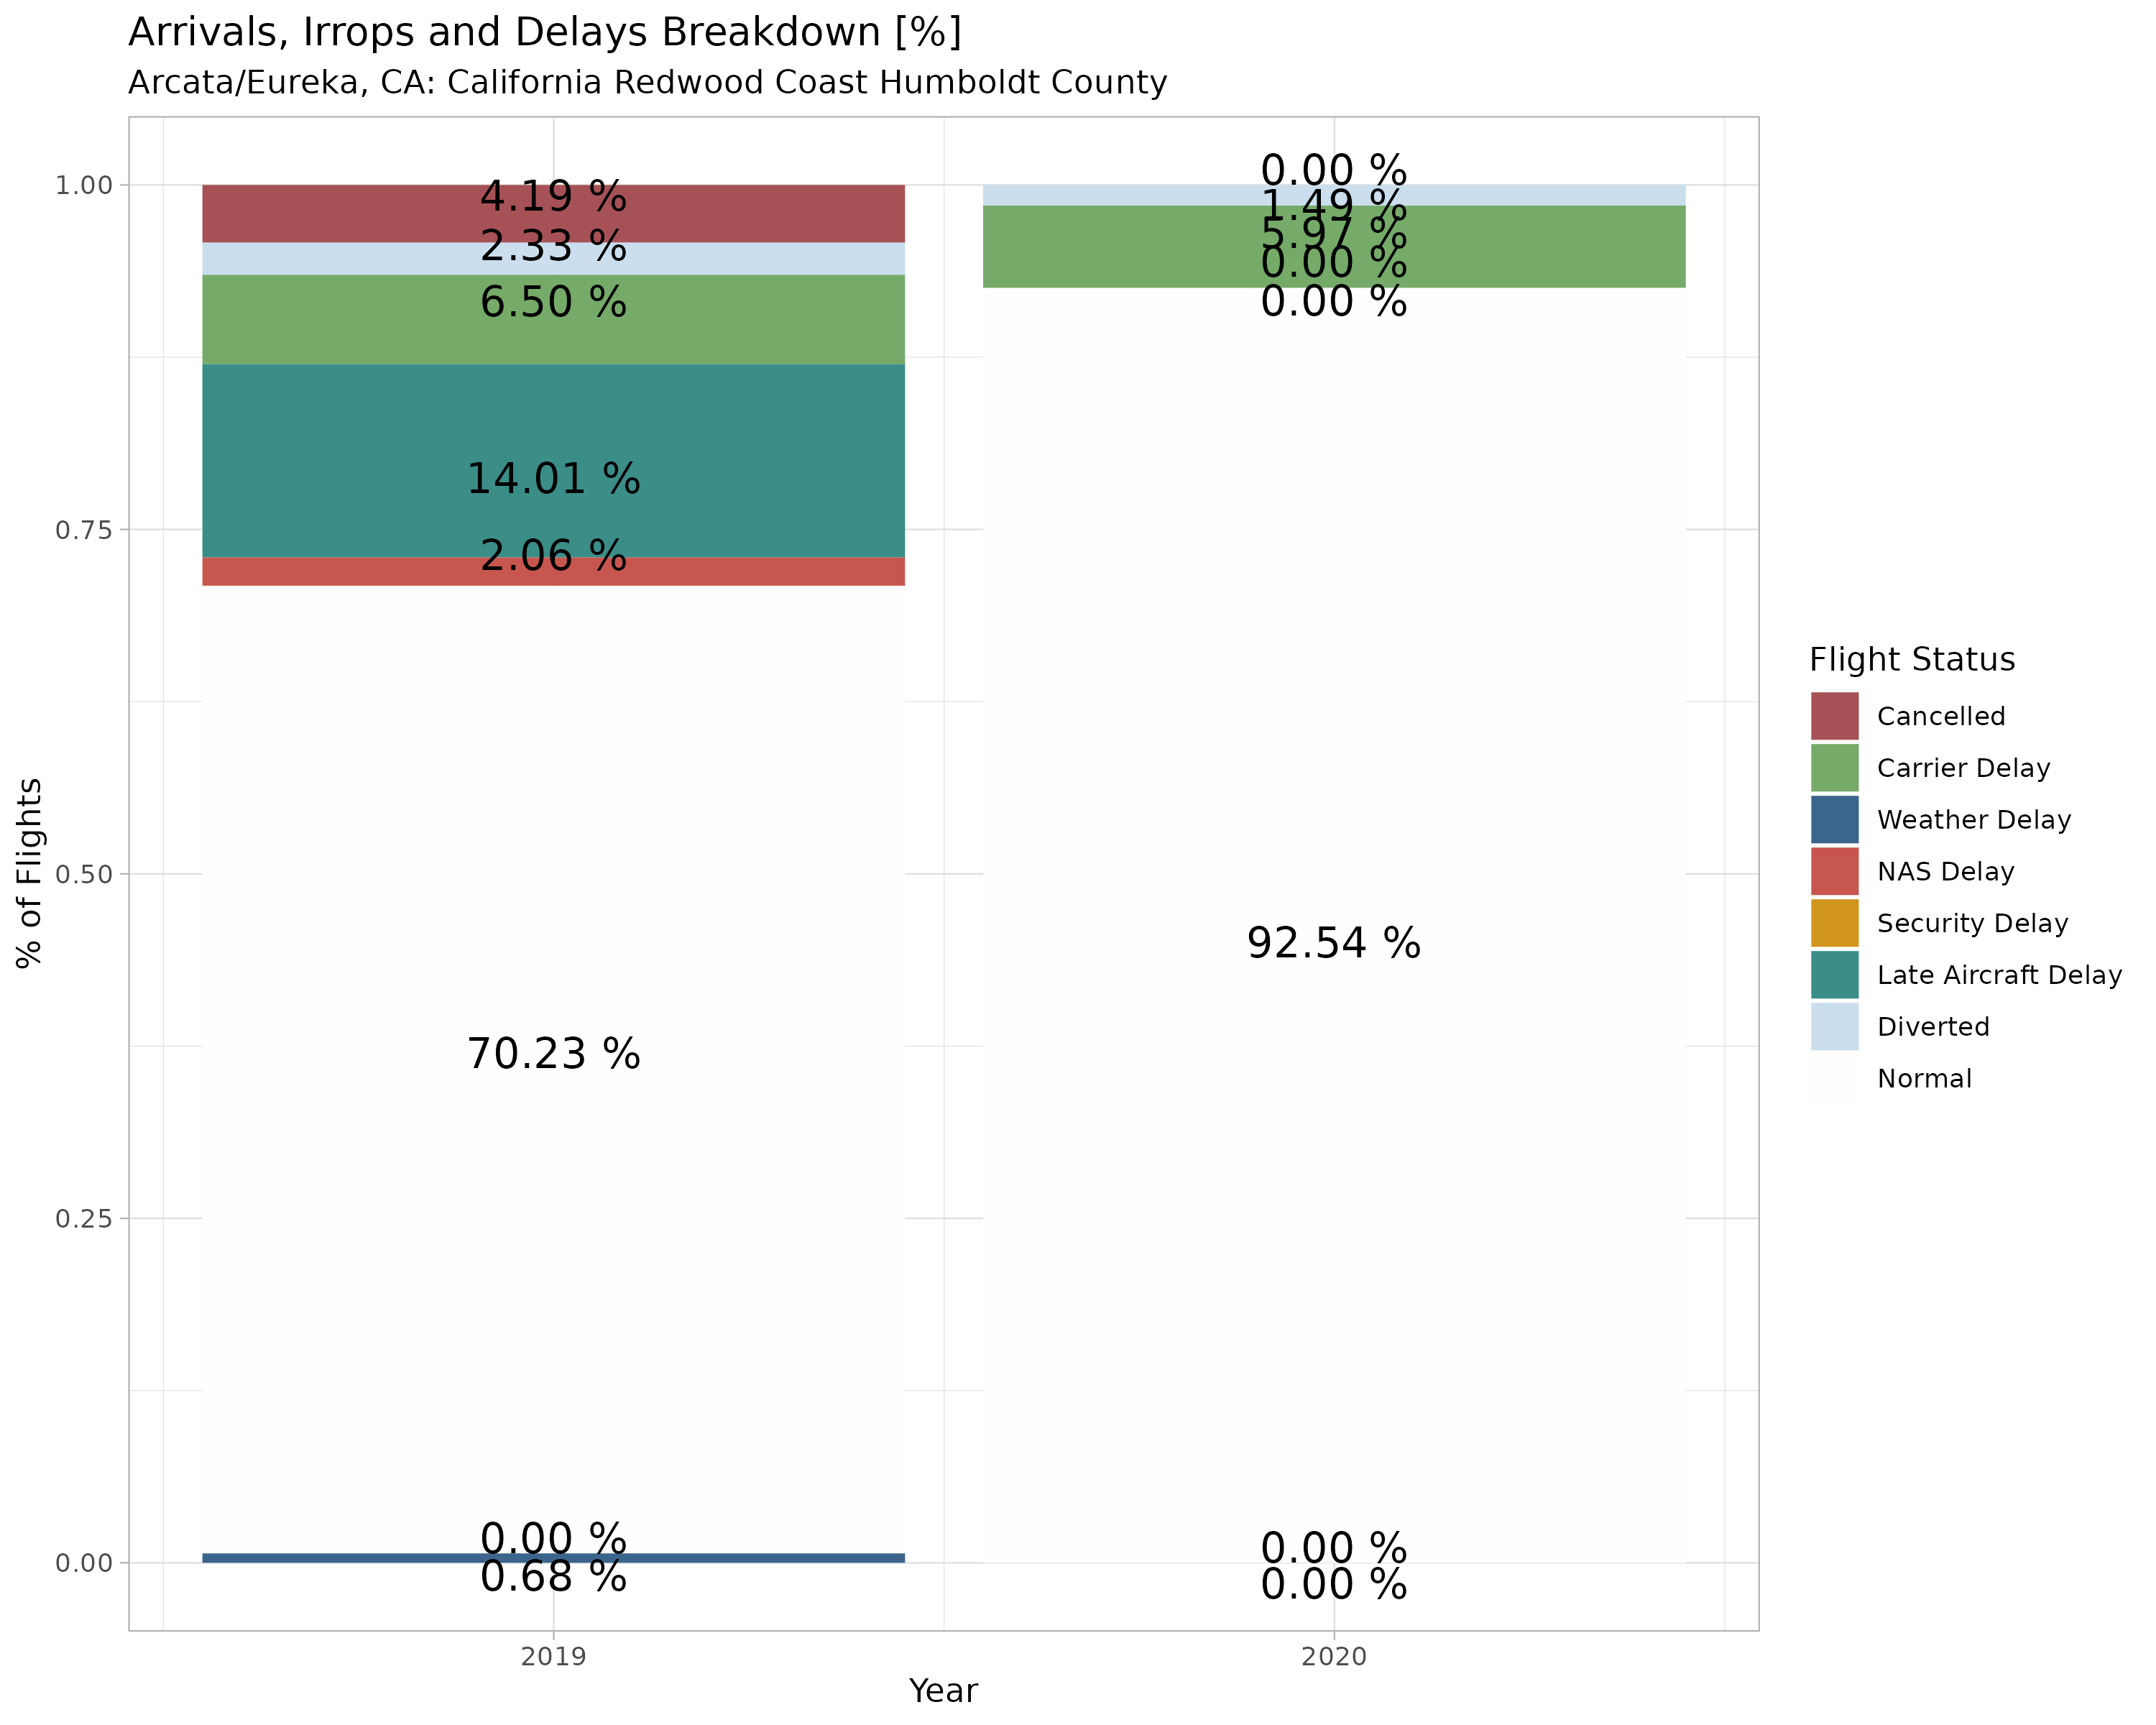 Arrivals, Irrops and Delays Breakdown [%]
Arcata/Eureka, CA: California Redwood Coast Humboldt County
% of Flights
1.00
0.75
0.50
0.25
0.00
4.19 %
2.33 %
6.50 %
14.01 %
2.06 %
70.23 %
0.00 %
0.68 %
0.00 %
1.49 %
5.97 %
0.00 %
0.00 %
92.54 %
0.00 %
0.00 %
2019
2020
Year
Flight Status
Cancelled
Carrier Delay
Weather Delay
NAS Delay
Security Delay
Late Aircraft Delay
Diverted
Normal